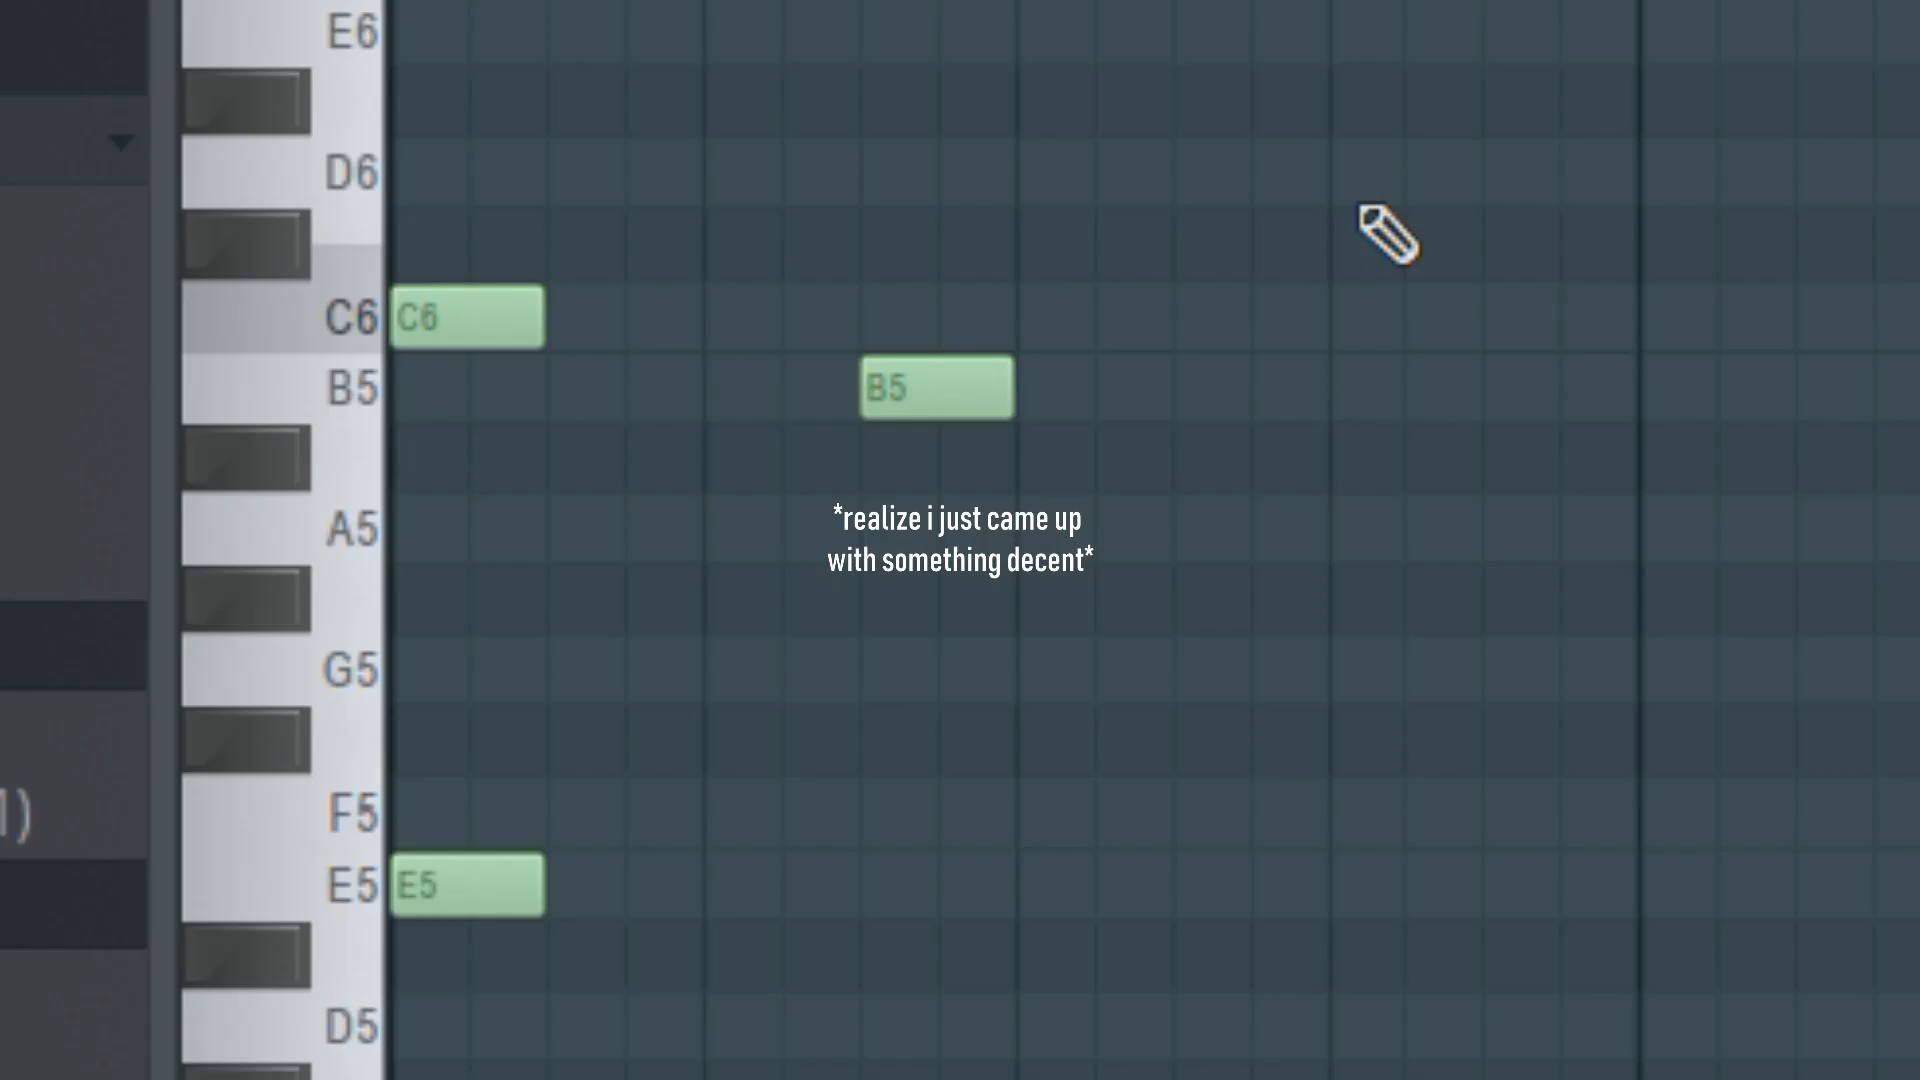 E6
D6
C6 C6
B5 B5
A5
*realize i just came up
with something decent*
G5
F5
E5 E5
D5